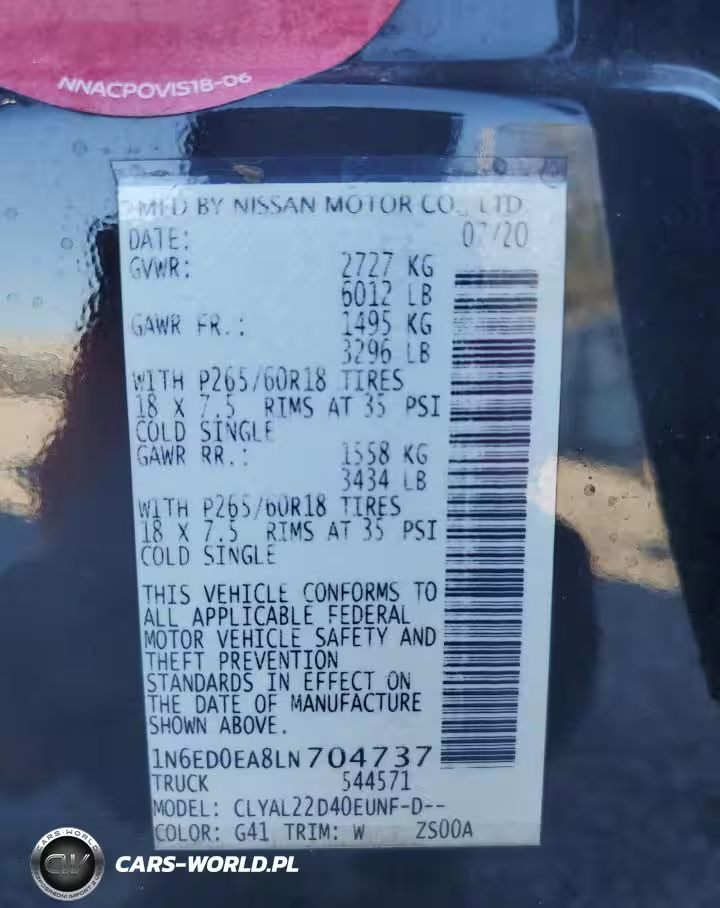 NNACPOVIS18-06
MFD BY NISSAN MOTOR CO., LTD
DATE: 07/20
GVWR: 2727 KG
6012 LB
GAWR FR.: 1495 KG
3296 LB
WITH P265/60R18 TIRES
18 X 7.5 RIMS AT 35 PSI
COLD SINGLE
GAWR RR.: 1558 KG
3434 LB
WITH P265/60R18 TIRES
18 X 7.5 RIMS AT 35 PSI
COLD SINGLE
THIS VEHICLE CONFORMS TO
ALL APPLICABLE FEDERAL
MOTOR VEHICLE SAFETY AND
THEFT PREVENTION
STANDARDS IN EFFECT ON
THE DATE OF MANUFACTURE
SHOWN ABOVE.
1N6ED0EA8LN704737
TRUCK 544571
MODEL: CLYAL22D40EUNF-D--
COLOR: G41 TRIM: W ZS00A
CARS-WORLD
CW
CARS-WORLD.PL